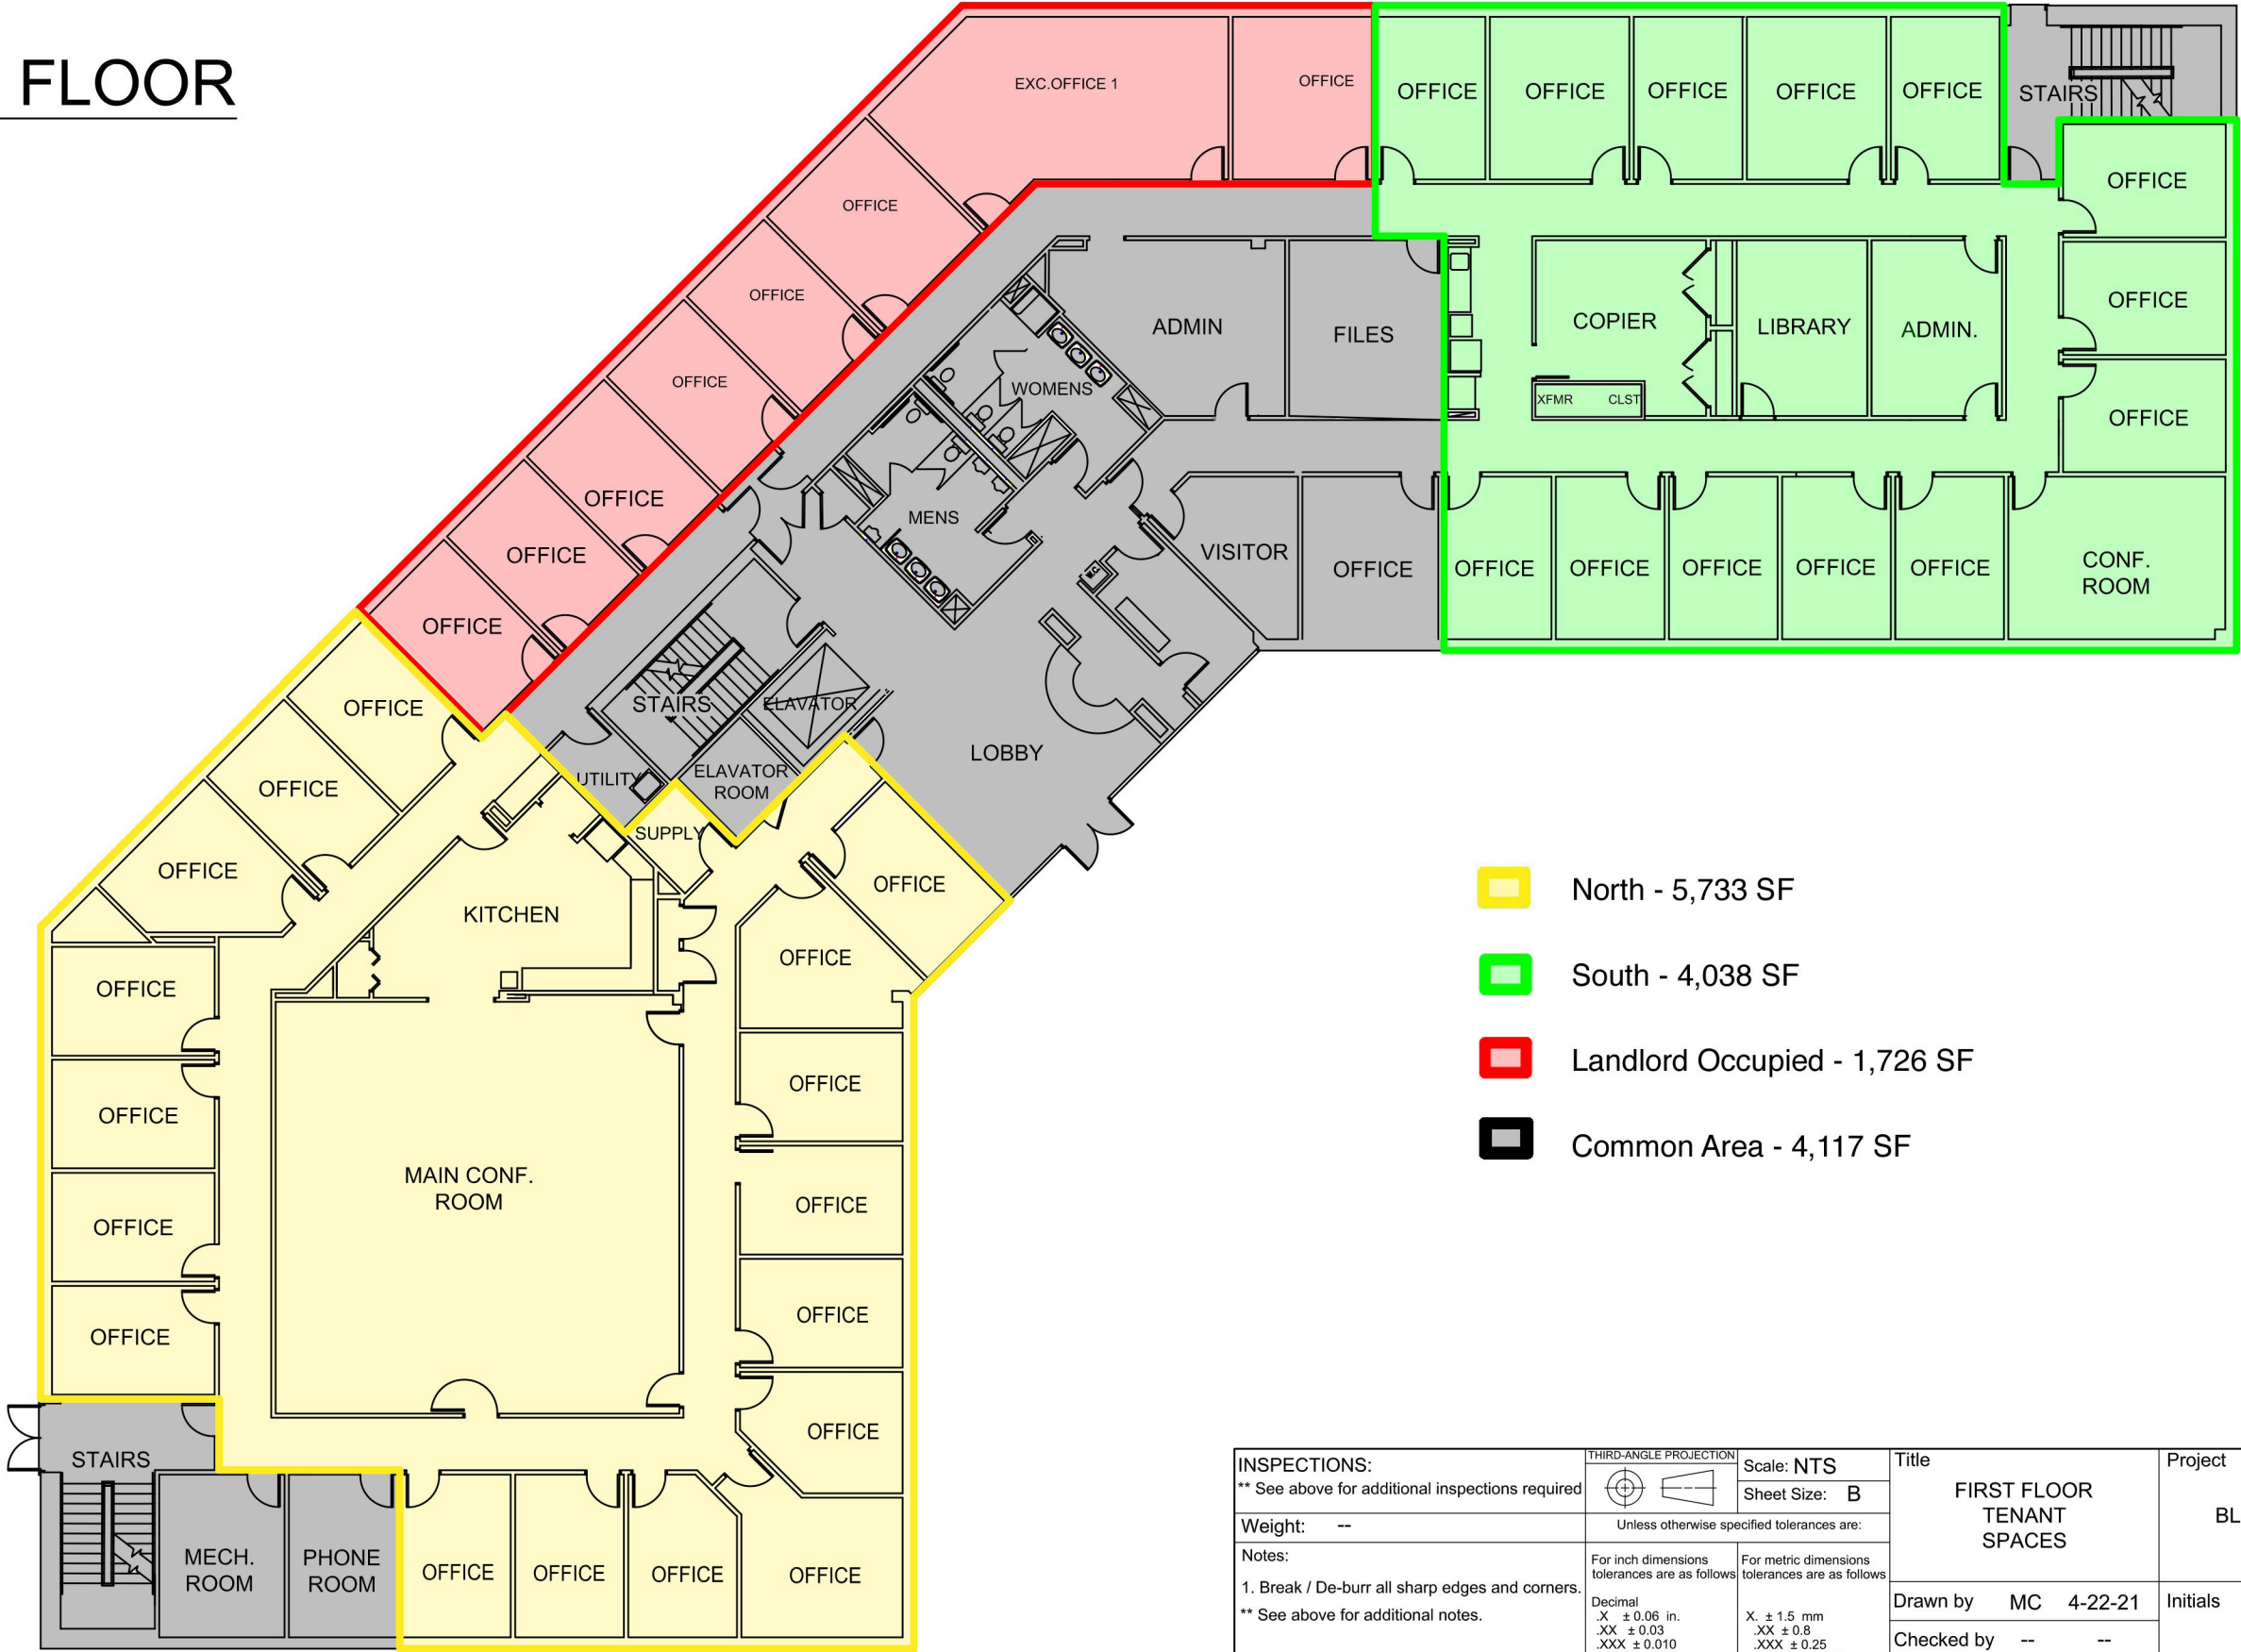 FLOOR
EXC.OFFICE 1
OFFICE
OFFICE
OFFICE
OFFICE
OFFICE
OFFICE
STAIRS
OFFICE
OFFICE
OFFICE
OFFICE
OFFICE
OFFICE
OFFICE
OFFICE
OFFICE
ADMIN
FILES
COPIER
LIBRARY
ADMIN.
XFMR CLST
WOMENS
MENS
VISITOR
OFFICE
OFFICE
OFFICE
OFFICE
OFFICE
OFFICE
CONF.
ROOM
STAIRS
ELAVATOR
LOBBY
UTILITY
ELAVATOR
ROOM
SUPPLY
OFFICE
OFFICE
OFFICE
KITCHEN
OFFICE
OFFICE
OFFICE
OFFICE
OFFICE
OFFICE
OFFICE
OFFICE
OFFICE
OFFICE
OFFICE
MAIN CONF.
ROOM
STAIRS
MECH.
ROOM
PHONE
ROOM
OFFICE
OFFICE
OFFICE
OFFICE
North - 5,733 SF
South - 4,038 SF
Landlord Occupied - 1,726 SF
Common Area - 4,117 SF
INSPECTIONS:
** See above for additional inspections required
Weight: --
Notes:
1. Break / De-burr all sharp edges and corners.
** See above for additional notes.
THIRD-ANGLE PROJECTION
Scale: NTS
Sheet Size: B
Unless otherwise specified tolerances are:
For inch dimensions
tolerances are as follows
Decimal
.X ± 0.06 in.
.XX ± 0.03
.XXX ± 0.010
For metric dimensions
tolerances are as follows
X. ± 1.5 mm
.XX ± 0.8
.XXX ± 0.25
Title
FIRST FLOOR
TENANT
SPACES
Drawn by MC 4-22-21
Checked by -- --
Project
BL
Initials